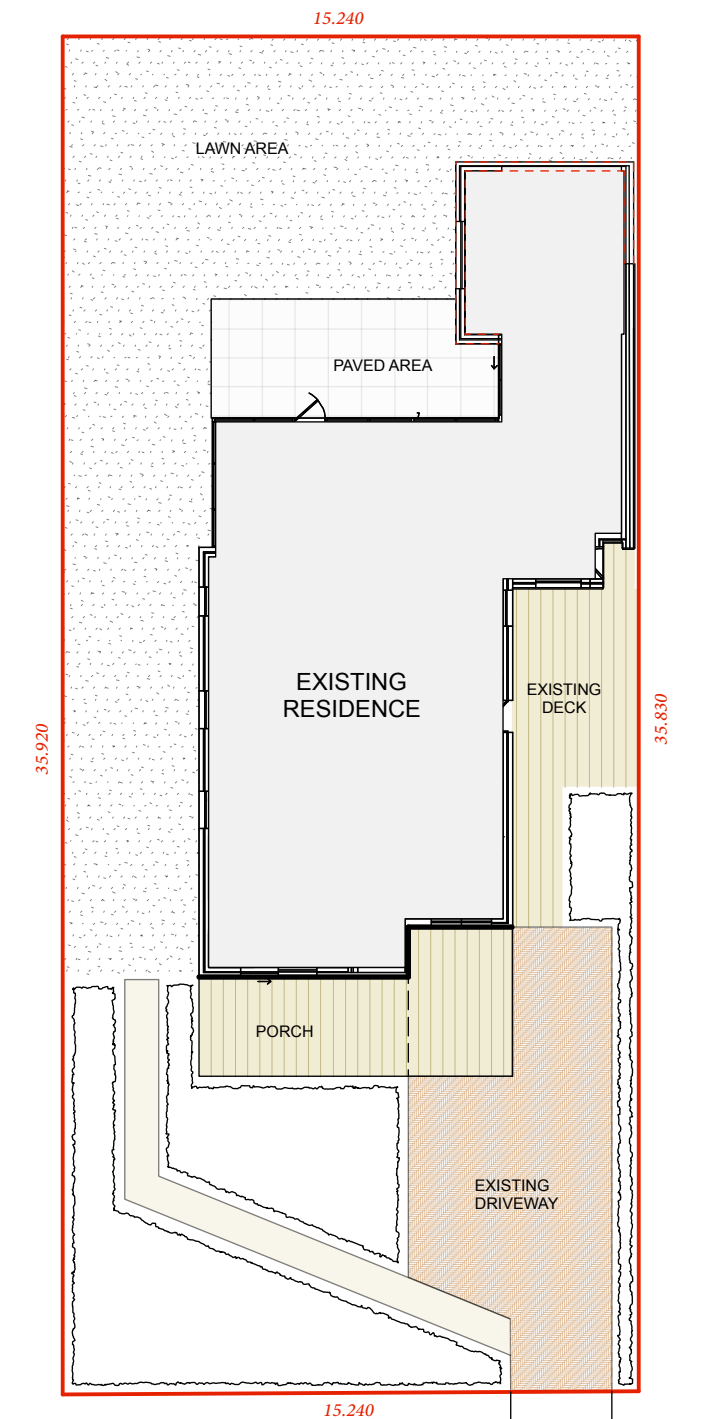 15.240
LAWN AREA
PAVED AREA
EXISTING
RESIDENCE
EXISTING
DECK
35.920
35.830
PORCH
EXISTING
DRIVEWAY
15.240